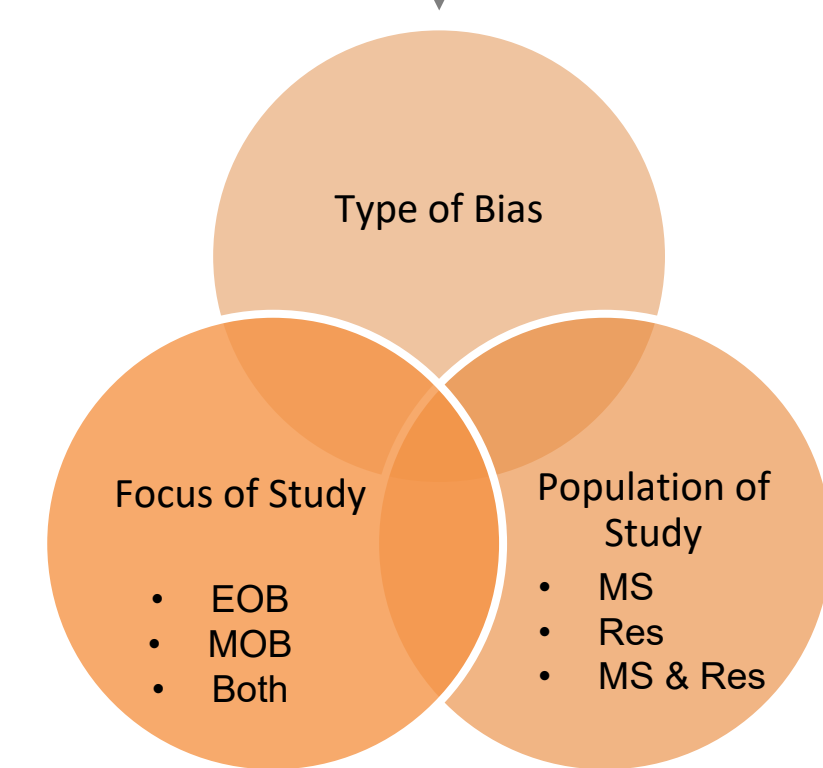 Type of Bias
Focus of Study
• EOB
• MOB
• Both
Population of
Study
• MS
• Res
• MS & Res